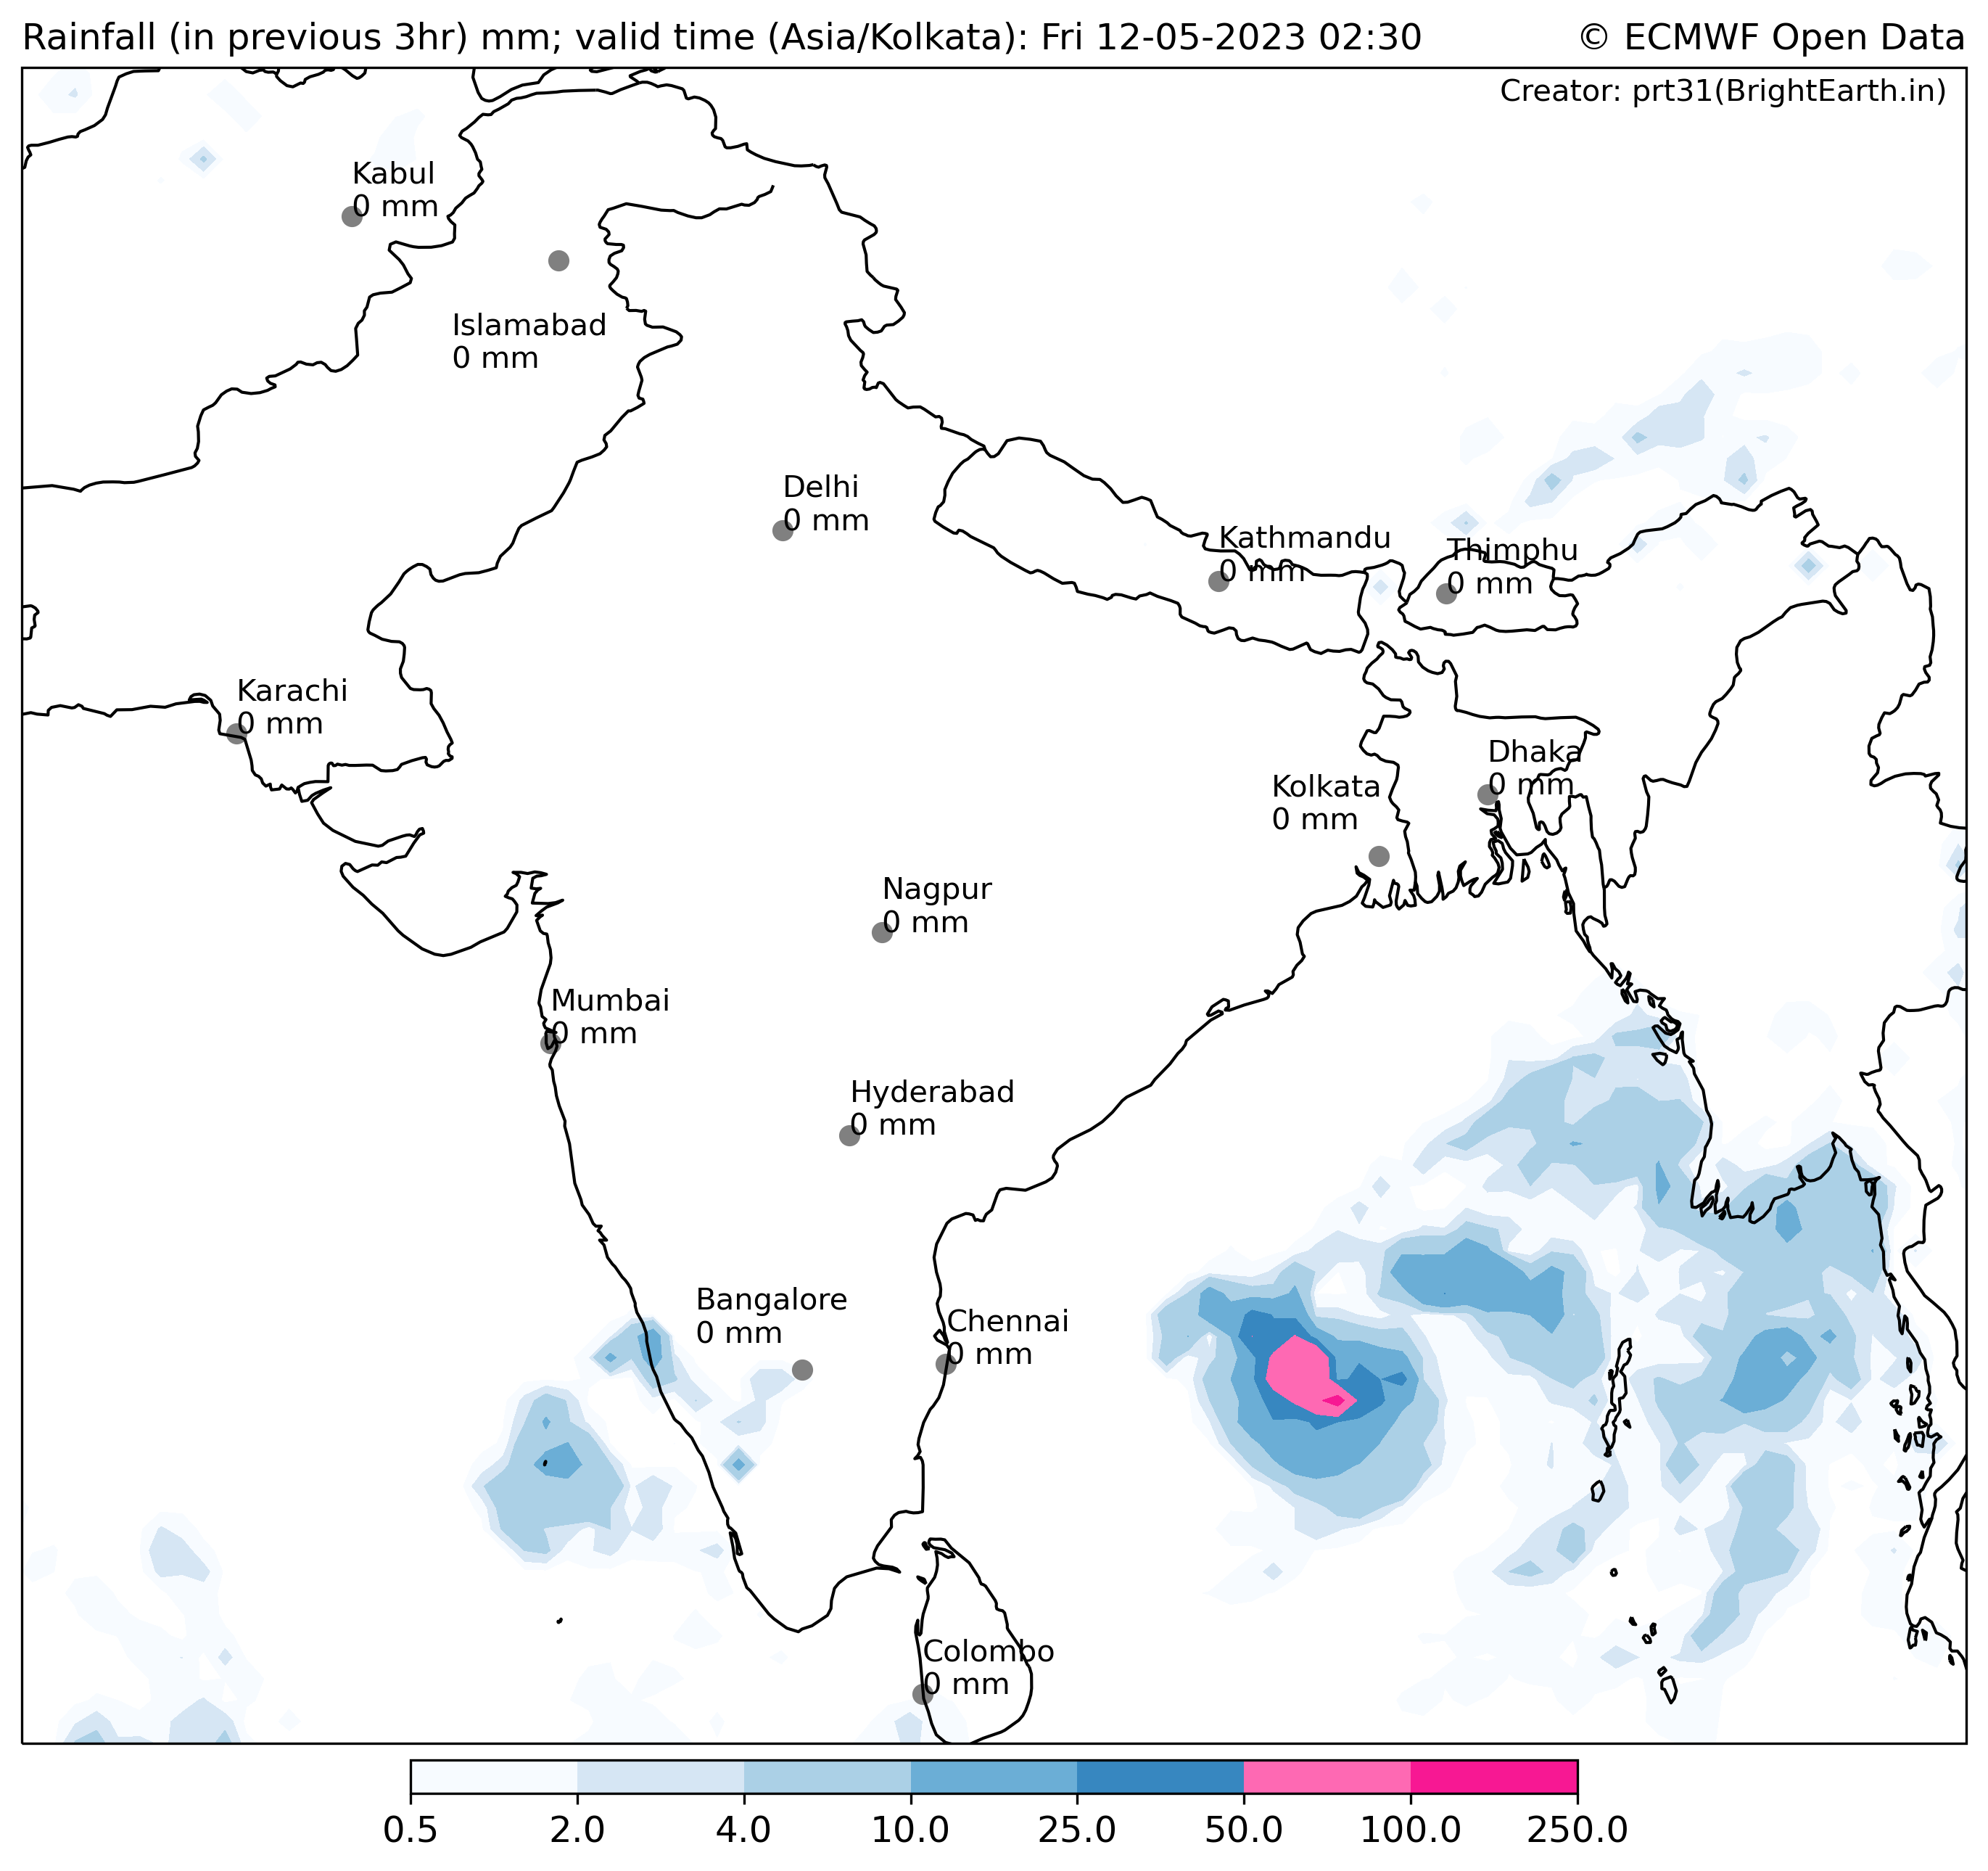 Rainfall (in previous 3hr) mm; valid time (Asia/Kolkata): Fri 12-05-2023 02:30
© ECMWF Open Data
Creator: prt31(BrightEarth.in)
Kabul
0 mm
Islamabad
0 mm
Delhi
0 mm
Kathmandu
0 mm
Thimphu
0 mm
Karachi
0 mm
Dhaka
0 mm
Kolkata
0 mm
Nagpur
0 mm
Mumbai
0 mm
Hyderabad
0 mm
Bangalore
0 mm
Chennai
0 mm
Colombo
0 mm
0.5 2.0 4.0 10.0 25.0 50.0 100.0 250.0